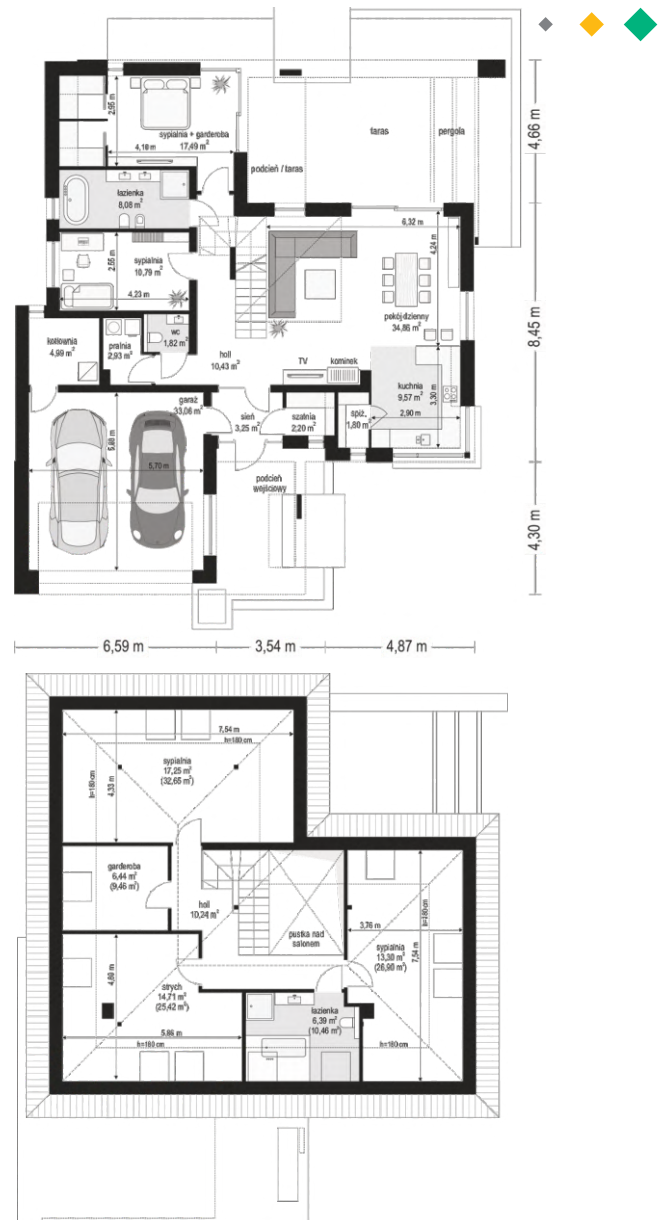 2,95 m
sypialnia + garderoba
4,10 m
17,49 m²
taras
pergola
podcień / taras
4,66 m
łazienka
8,08 m²
6,32 m
4,24 m
2,55 m
sypialnia
10,79 m²
4,23 m
pokój dzienny
34,86 m²
8,45 m
kotłownia
4,99 m²
pralnia
2,93 m²
wc
1,82 m²
holl
10,43 m²
TV
kominek
kuchnia
9,57 m²
3,30 m
2,90 m
garaż
33,06 m²
sień
3,25 m²
szatnia
2,20 m²
spiż.
1,80 m²
5,70 m
podcień
wejściowy
4,30 m
6,59 m
3,54 m
4,87 m
7,54 m
h=180 cm
sypialnia
17,25 m²
(32,65 m²)
h=180 cm
4,33 m
garderoba
6,44 m²
(9,46 m²)
holl
10,24 m²
pustka nad
salonem
3,76 m
h=180 cm
sypialnia
13,30 m²
(26,90 m²)
7,54 m
4,69 m
strych
14,71 m²
(25,42 m²)
łazienka
6,39 m²
(10,46 m²)
5,86 m
h=180 cm
h=180 cm